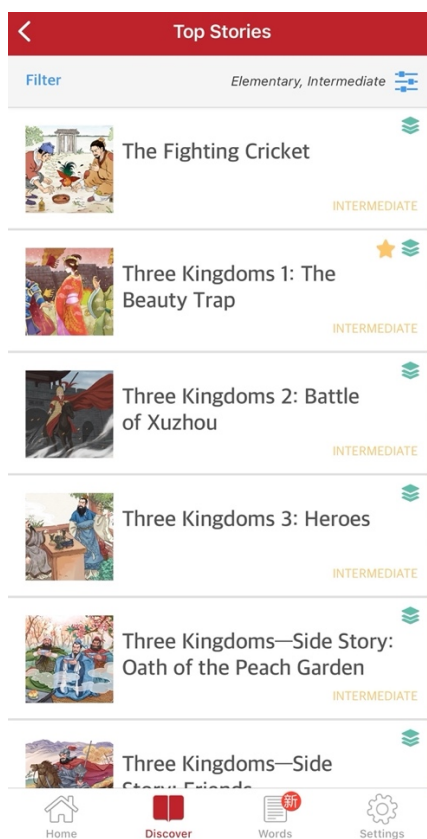 Top Stories
Filter
Elementary, Intermediate
The Fighting Cricket
INTERMEDIATE
Three Kingdoms 1: The
Beauty Trap
INTERMEDIATE
Three Kingdoms 2: Battle
of Xuzhou
INTERMEDIATE
Three Kingdoms 3: Heroes
INTERMEDIATE
Three Kingdoms—Side Story:
Oath of the Peach Garden
INTERMEDIATE
Three Kingdoms—Side
Story: Friends
新
Home
Discover
Words
Settings